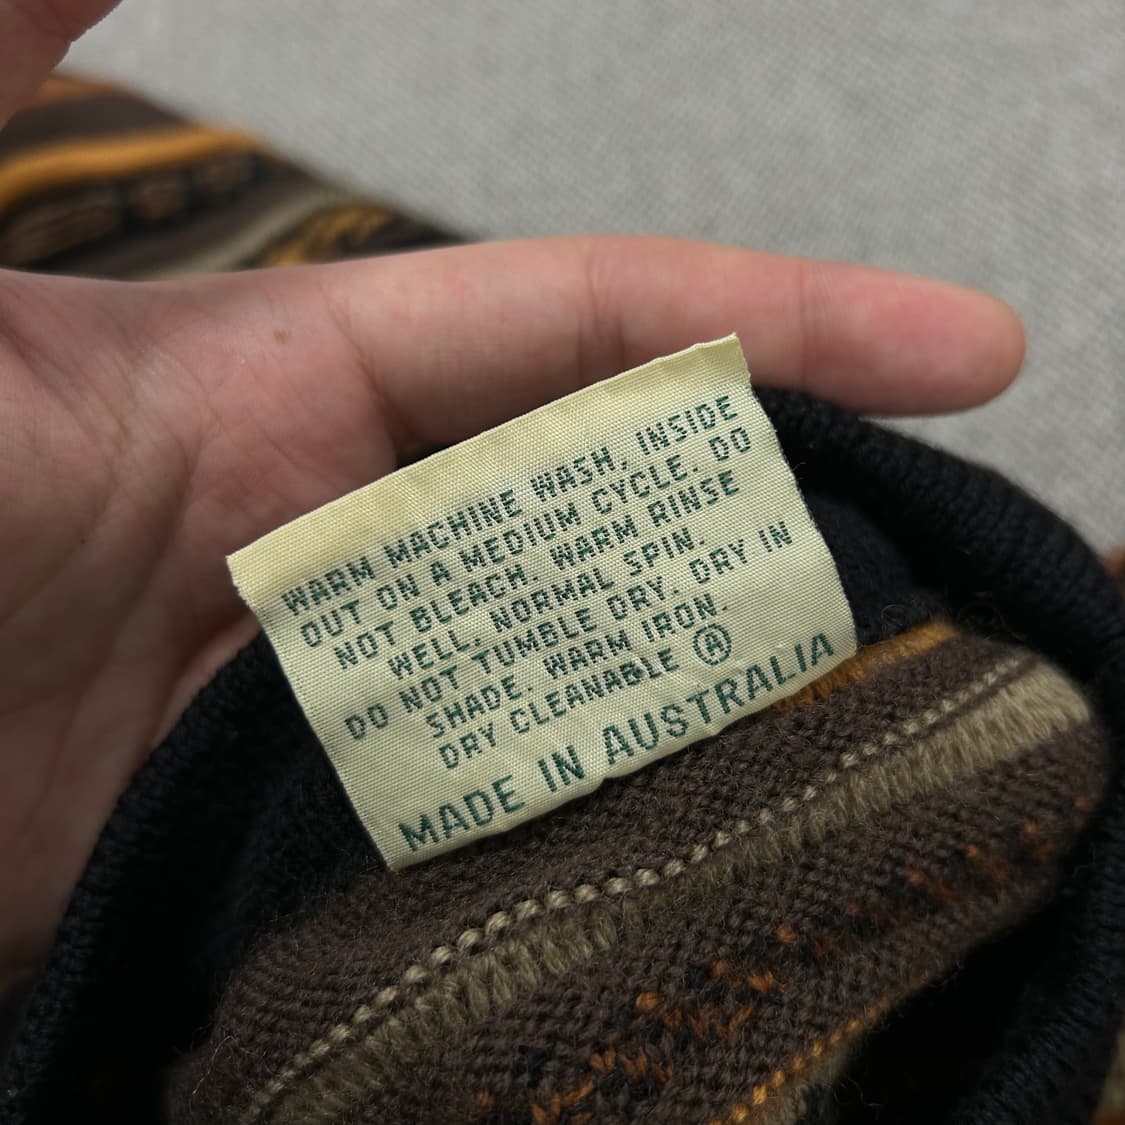 WARM MACHINE WASH, INSIDE
OUT ON A MEDIUM CYCLE. DO
NOT BLEACH. WARM RINSE
WELL. NORMAL SPIN.
DO NOT TUMBLE DRY. DRY IN
SHADE. WARM IRON.
DRY CLEANABLE Ⓐ
MADE IN AUSTRALIA